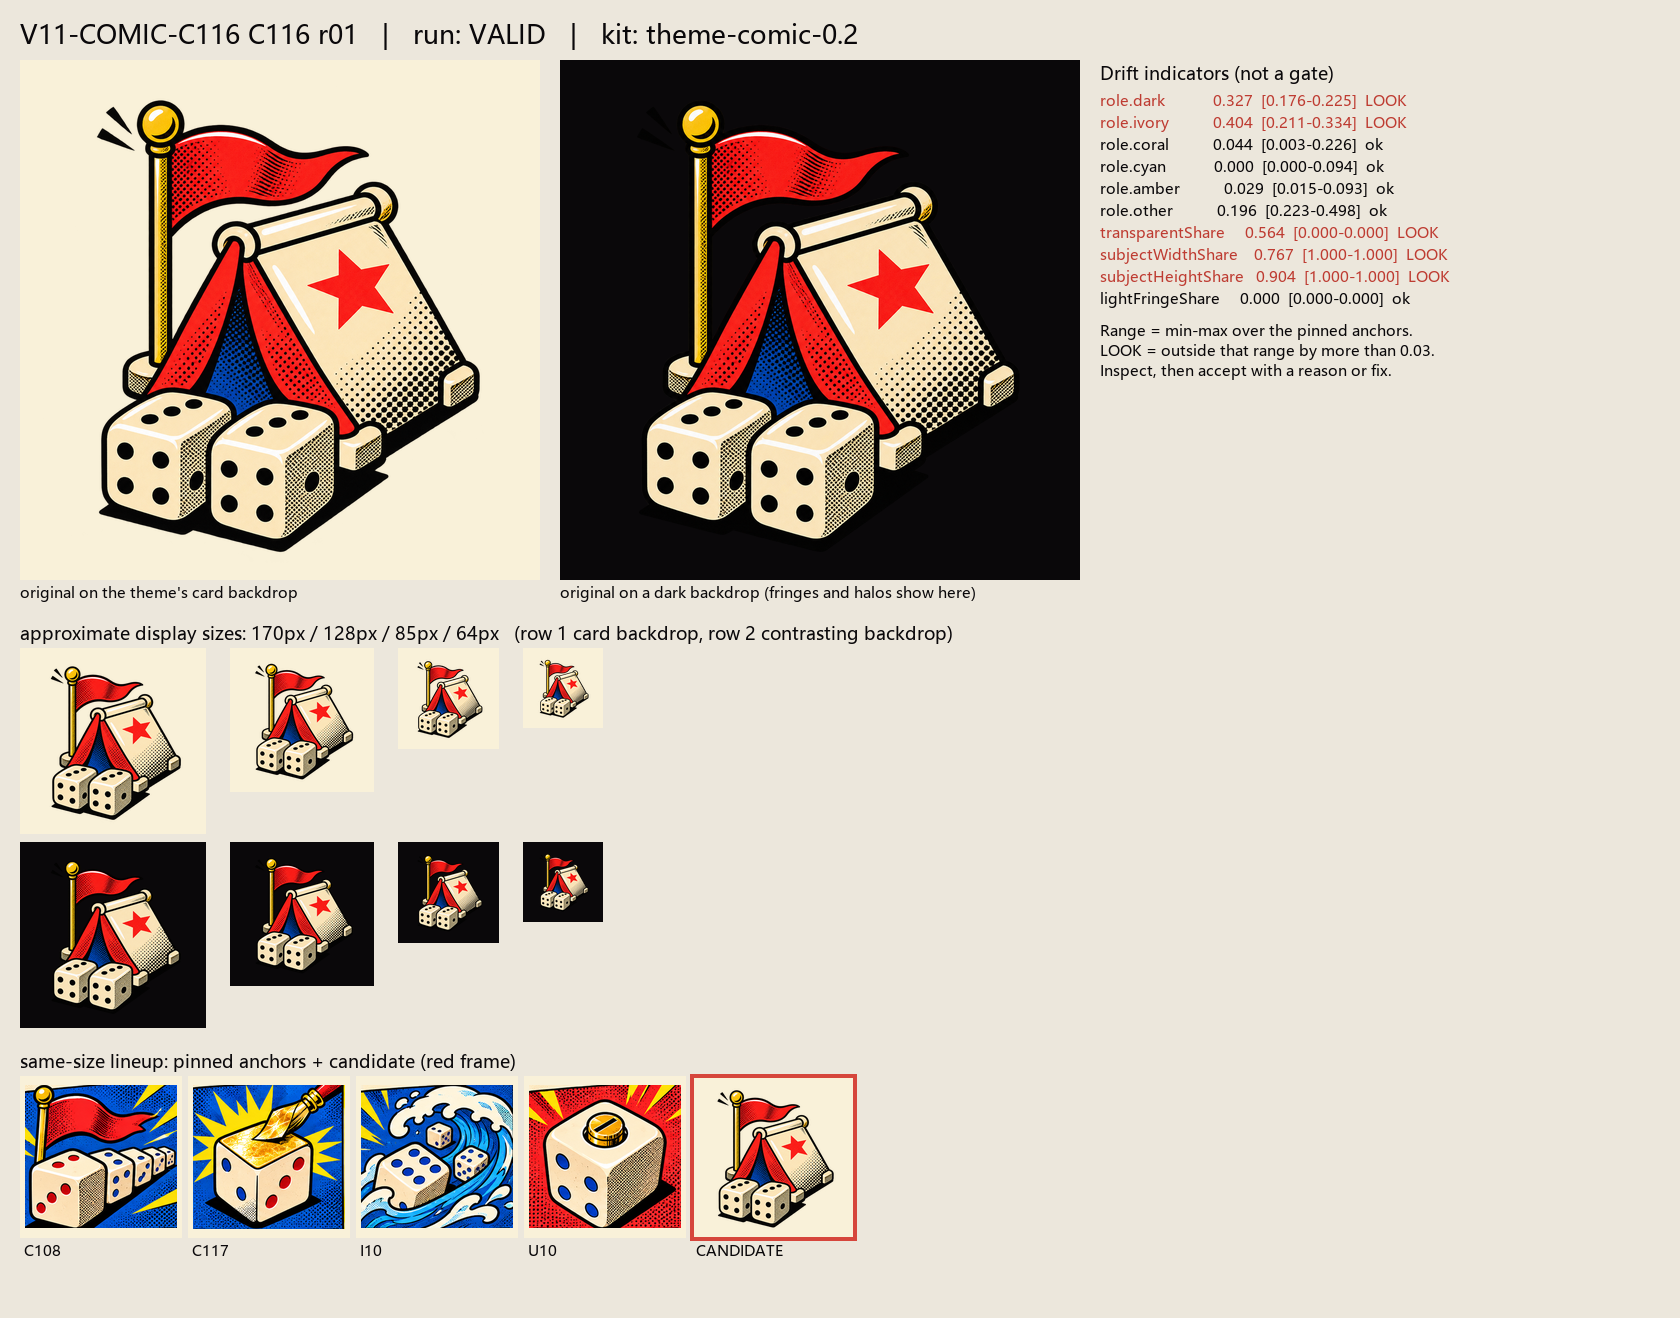 V11-COMIC-C116 C116 r01 | run: VALID | kit: theme-comic-0.2
Drift indicators (not a gate)
role.dark 0.327 [0.176-0.225] LOOK
role.ivory 0.404 [0.211-0.334] LOOK
role.coral 0.044 [0.003-0.226] ok
role.cyan 0.000 [0.000-0.094] ok
role.amber 0.029 [0.015-0.093] ok
role.other 0.196 [0.223-0.498] ok
transparentShare 0.564 [0.000-0.000] LOOK
subjectWidthShare 0.767 [1.000-1.000] LOOK
subjectHeightShare 0.904 [1.000-1.000] LOOK
lightFringeShare 0.000 [0.000-0.000] ok
Range = min-max over the pinned anchors.
LOOK = outside that range by more than 0.03.
Inspect, then accept with a reason or fix.
original on the theme's card backdrop
original on a dark backdrop (fringes and halos show here)
approximate display sizes: 170px / 128px / 85px / 64px (row 1 card backdrop, row 2 contrasting backdrop)
same-size lineup: pinned anchors + candidate (red frame)
C108
C117
I10
U10
CANDIDATE